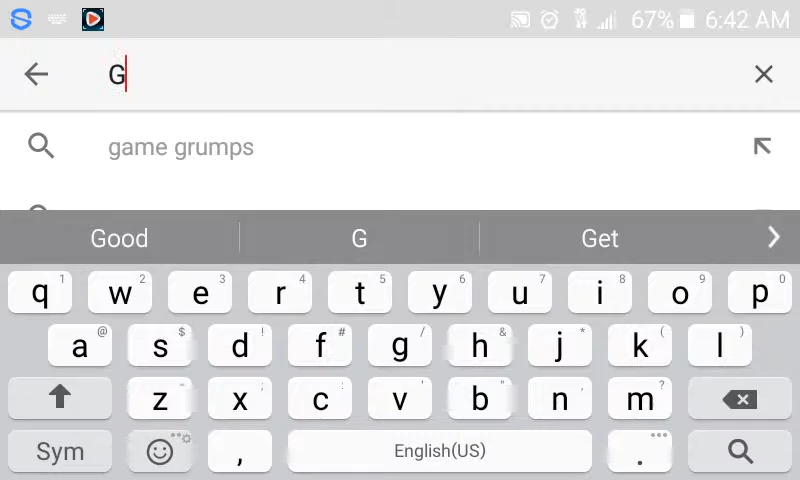 67% 6:42 AM
G
game grumps
Good G Get
q 1 w 2 e 3 r 4 t 5 y 6 u 7 i 8 o 9 p 0
a @ s $ d ! f # g / h & j * k ( l )
z x ; c : v ' b " n , m ?
Sym , English(US) .